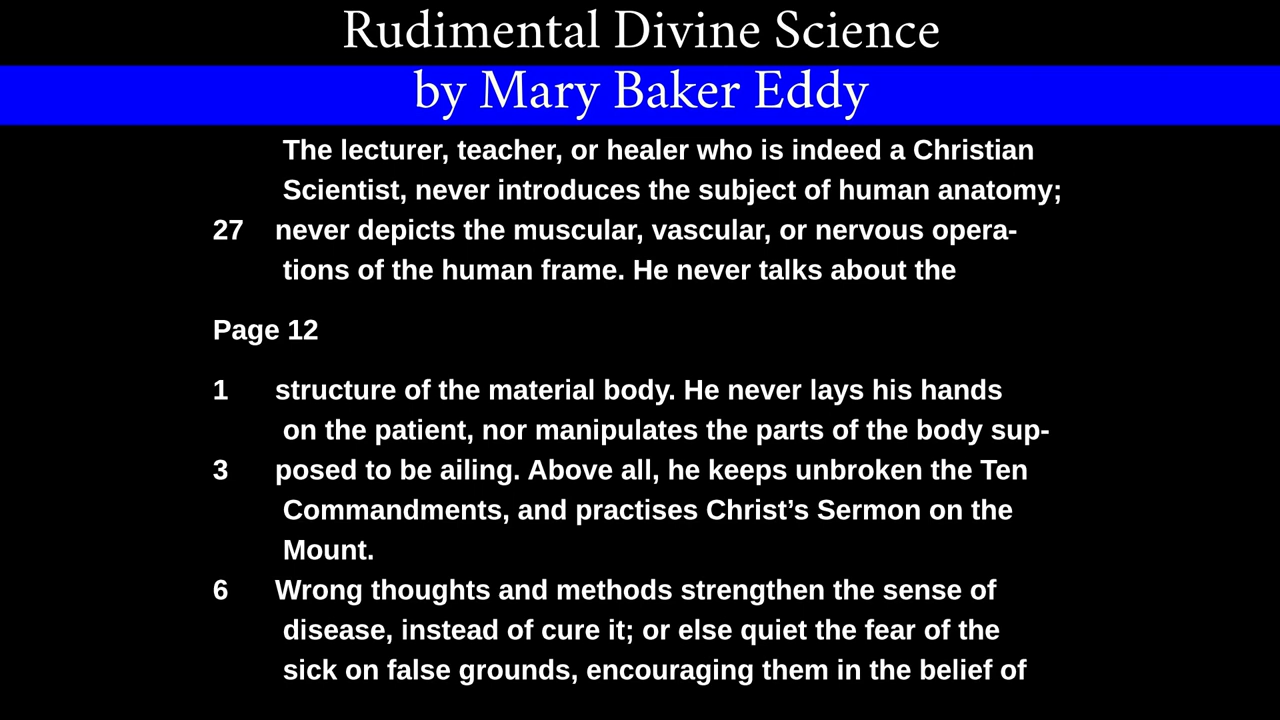 Rudimental Divine Science
by Mary Baker Eddy
The lecturer, teacher, or healer who is indeed a Christian
Scientist, never introduces the subject of human anatomy;
27 never depicts the muscular, vascular, or nervous opera-
tions of the human frame. He never talks about the
Page 12
1 structure of the material body. He never lays his hands
on the patient, nor manipulates the parts of the body sup-
3 posed to be ailing. Above all, he keeps unbroken the Ten
Commandments, and practises Christ’s Sermon on the
Mount.
6 Wrong thoughts and methods strengthen the sense of
disease, instead of cure it; or else quiet the fear of the
sick on false grounds, encouraging them in the belief of